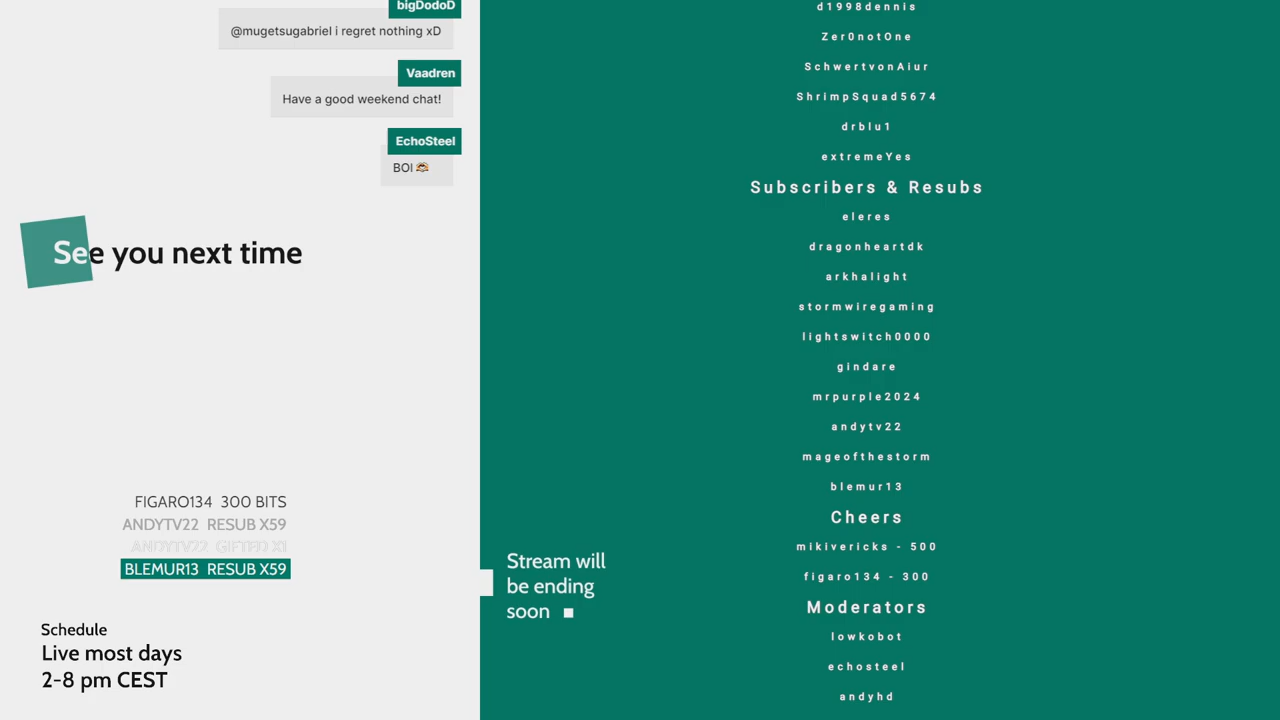 bigDodoD
@mugetsugabriel i regret nothing xD
Vaadren
Have a good weekend chat!
EchoSteel
BOI
See you next time
FIGARO134 300 BITS
ANDYTV22 RESUB X59
ANDYTV22 GIFTED X1
BLEMUR13 RESUB X59
Schedule
Live most days
2-8 pm CEST
Stream will
be ending
soon
d1998dennis
Zer0notOne
SchwertvonAiur
ShrimpSquad5674
drblu1
extremeYes
Subscribers & Resubs
eleres
dragonheartdk
arkhalight
stormwiregaming
lightswitch0000
gindare
mrpurple2024
andytv22
mageofthestorm
blemur13
Cheers
mikivericks - 500
figaro134 - 300
Moderators
lowkobot
echosteel
andyhd